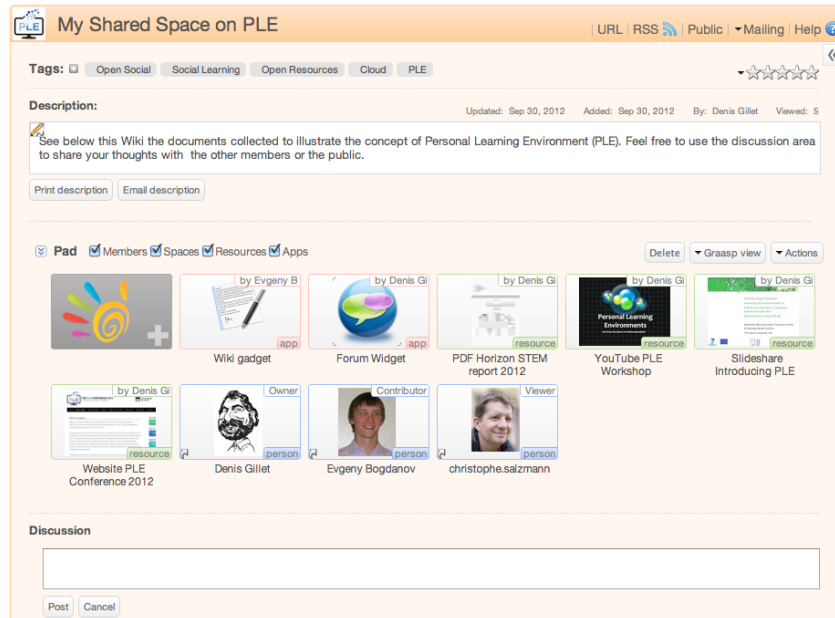 PLE
My Shared Space on PLE
URL RSS Public Mailing Help ?
Tags: Open Social Social Learning Open Resources Cloud PLE
Description:
Updated: Sep 30, 2012 Added: Sep 30, 2012 By: Denis Gillet Viewed: 5
See below this Wiki the documents collected to illustrate the concept of Personal Learning Environment (PLE). Feel free to use the discussion area
to share your thoughts with the other members or the public.
Print description Email description
Pad Members Spaces Resources Apps
Delete Graasp view Actions
by Evgeny B
app
Wiki gadget
by Denis Gi
app
Forum Widget
by Denis Gi
resource
PDF Horizon STEM
report 2012
by Denis Gi
Personal Learning
Environments
resource
YouTube PLE
Workshop
by Denis Gi
resource
Slideshare
Introducing PLE
by Denis Gi
resource
Website PLE
Conference 2012
Owner
person
Denis Gillet
Contributor
person
Evgeny Bogdanov
Viewer
person
christophe.salzmann
Discussion
Post Cancel